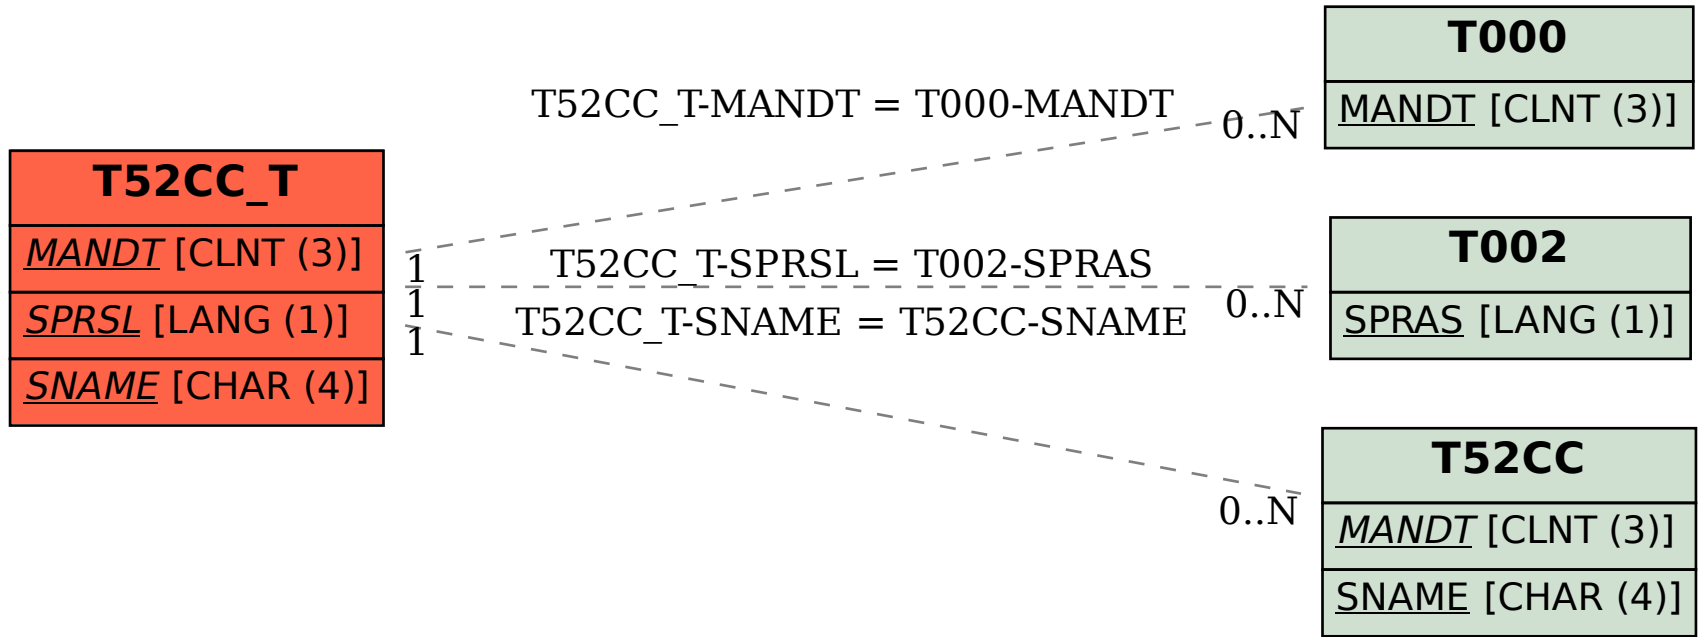 T52CC_T
MANDT [CLNT (3)]
SPRSL [LANG (1)]
SNAME [CHAR (4)]
T52CC_T-MANDT = T000-MANDT
1
0..N
T52CC_T-SPRSL = T002-SPRAS
1
0..N
T52CC_T-SNAME = T52CC-SNAME
1
0..N
T000
MANDT [CLNT (3)]
T002
SPRAS [LANG (1)]
T52CC
MANDT [CLNT (3)]
SNAME [CHAR (4)]